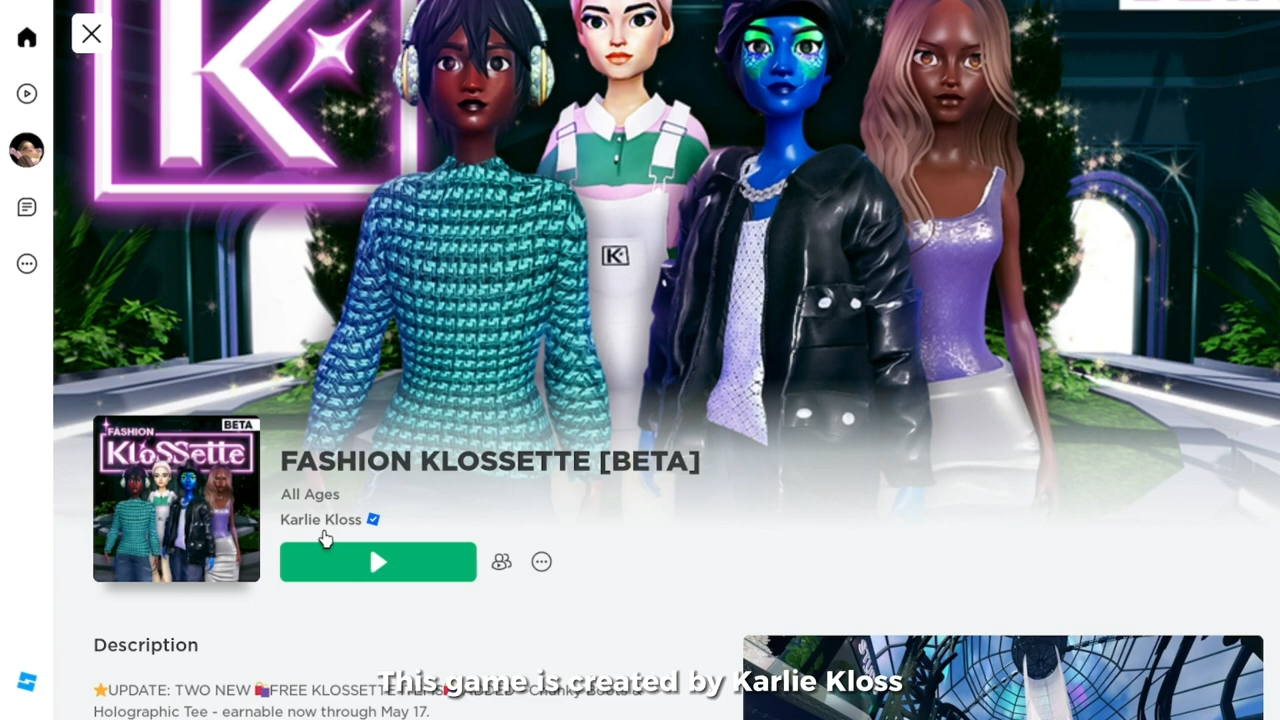 K
K
FASHION
BETA
KloSSette
FASHION KLOSSETTE [BETA]
All Ages
Karlie Kloss
Description
UPDATE: TWO NEW FREE KLOSSETTE
Holographic Tee - earnable now through May 17.
This game is created by Karlie Kloss